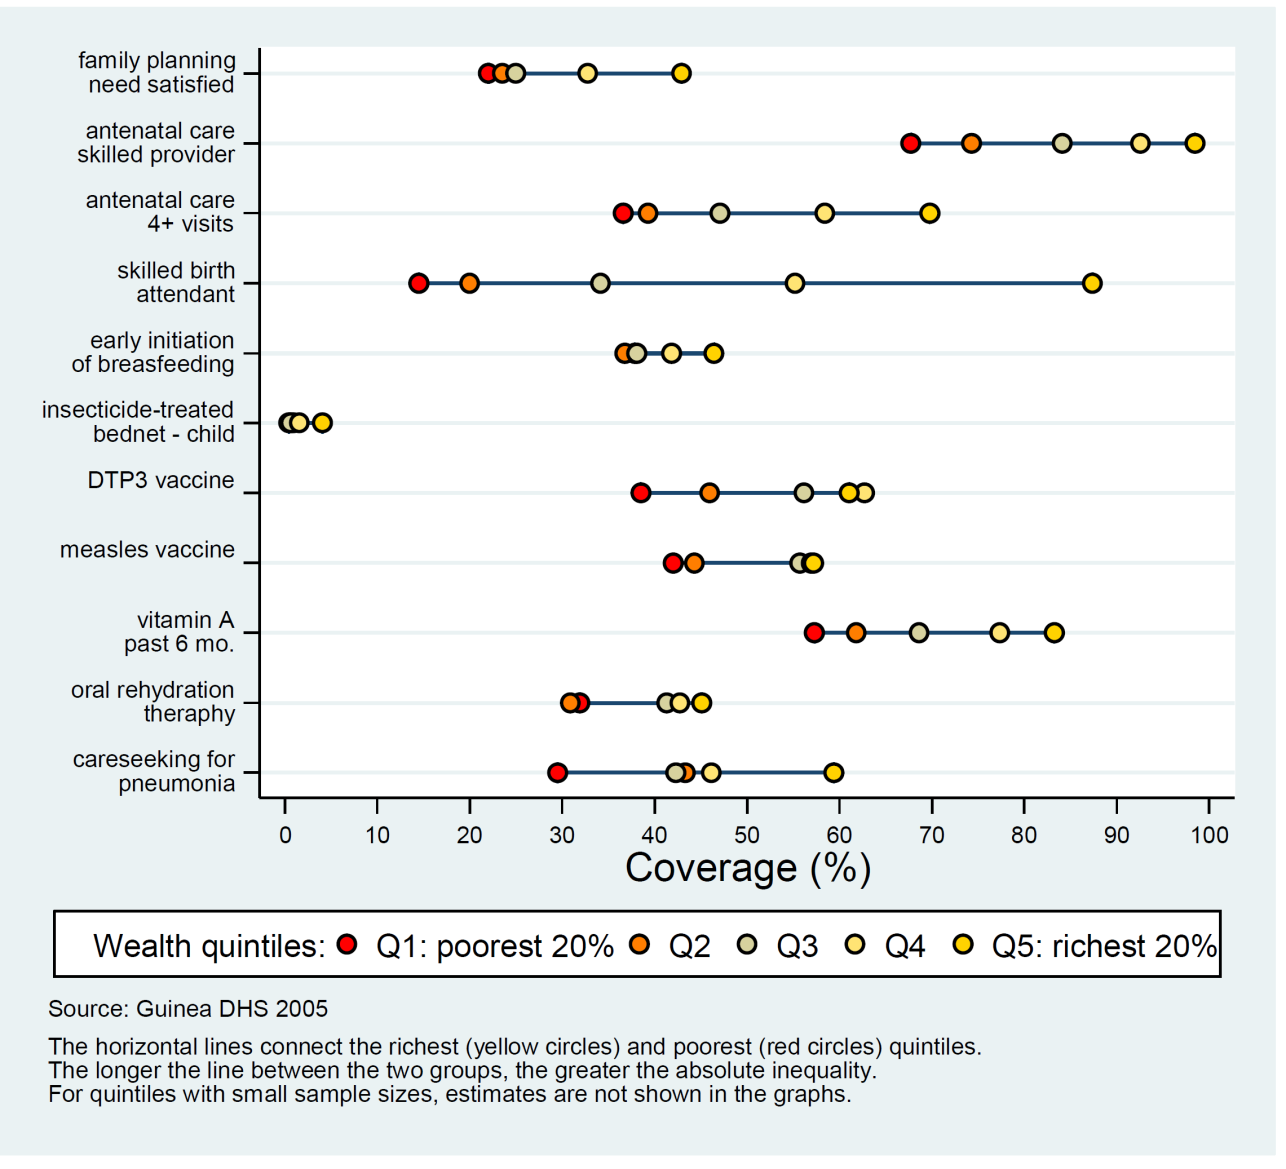 family planning
need satisfied
antenatal care
skilled provider
antenatal care
4+ visits
skilled birth
attendant
early initiation
of breasfeeding
insecticide-treated
bednet - child
DTP3 vaccine
measles vaccine
vitamin A
past 6 mo.
oral rehydration
theraphy
careseeking for
pneumonia
0 10 20 30 40 50 60 70 80 90 100
Coverage (%)
Wealth quintiles: Q1: poorest 20% Q2 Q3 Q4 Q5: richest 20%
Source: Guinea DHS 2005
The horizontal lines connect the richest (yellow circles) and poorest (red circles) quintiles.
The longer the line between the two groups, the greater the absolute inequality.
For quintiles with small sample sizes, estimates are not shown in the graphs.